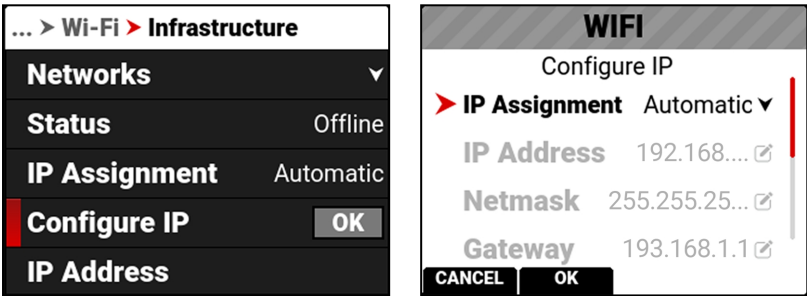 ... > Wi-Fi > Infrastructure
Networks
Status Offline
IP Assignment Automatic
Configure IP OK
IP Address
WIFI
Configure IP
IP Assignment Automatic
IP Address 192.168....
Netmask 255.255.25...
Gateway 193.168.1.1
CANCEL OK